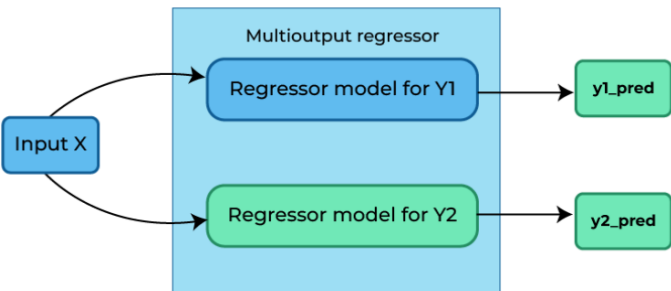 Multioutput regressor
Regressor model for Y1
y1_pred
Input X
Regressor model for Y2
y2_pred